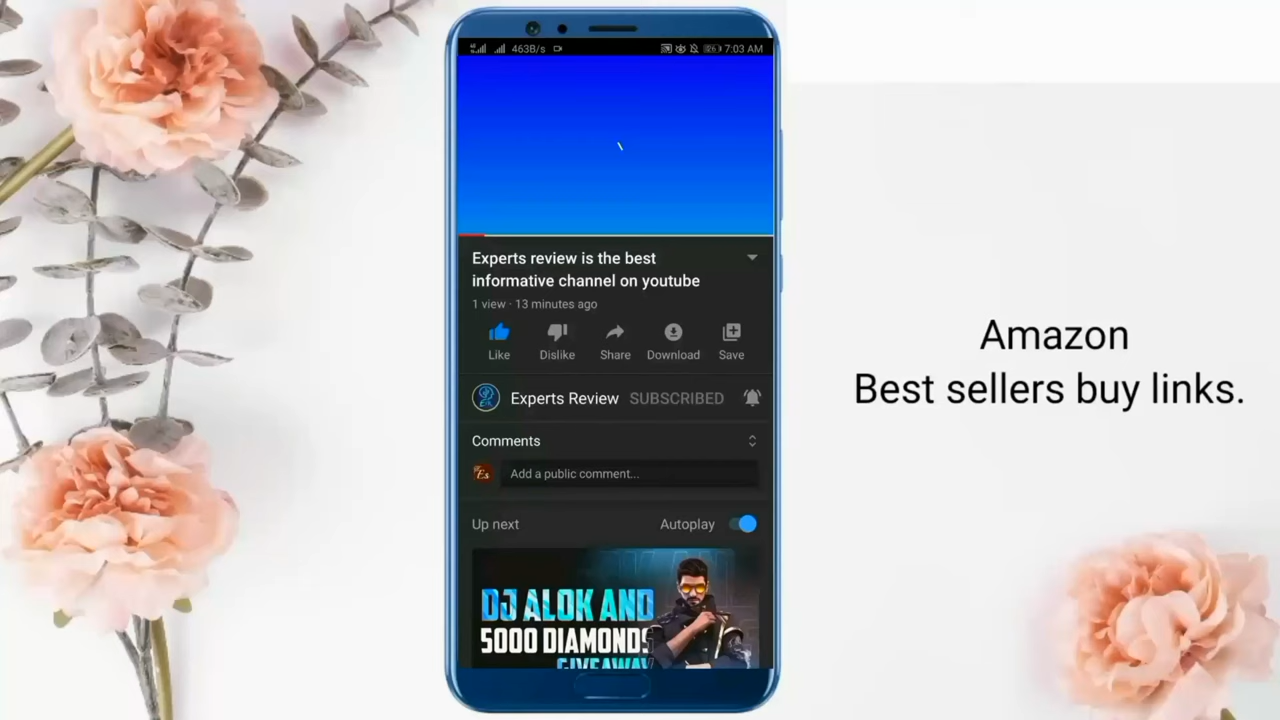 463B/s
7:03 AM
Experts review is the best
informative channel on youtube
1 view · 13 minutes ago
Like
Dislike
Share
Download
Save
Experts Review SUBSCRIBED
Comments
Es
Add a public comment...
Up next
Autoplay
DJ ALOK AND
5000 DIAMONDS
GIVEAWAY
Amazon
Best sellers buy links.